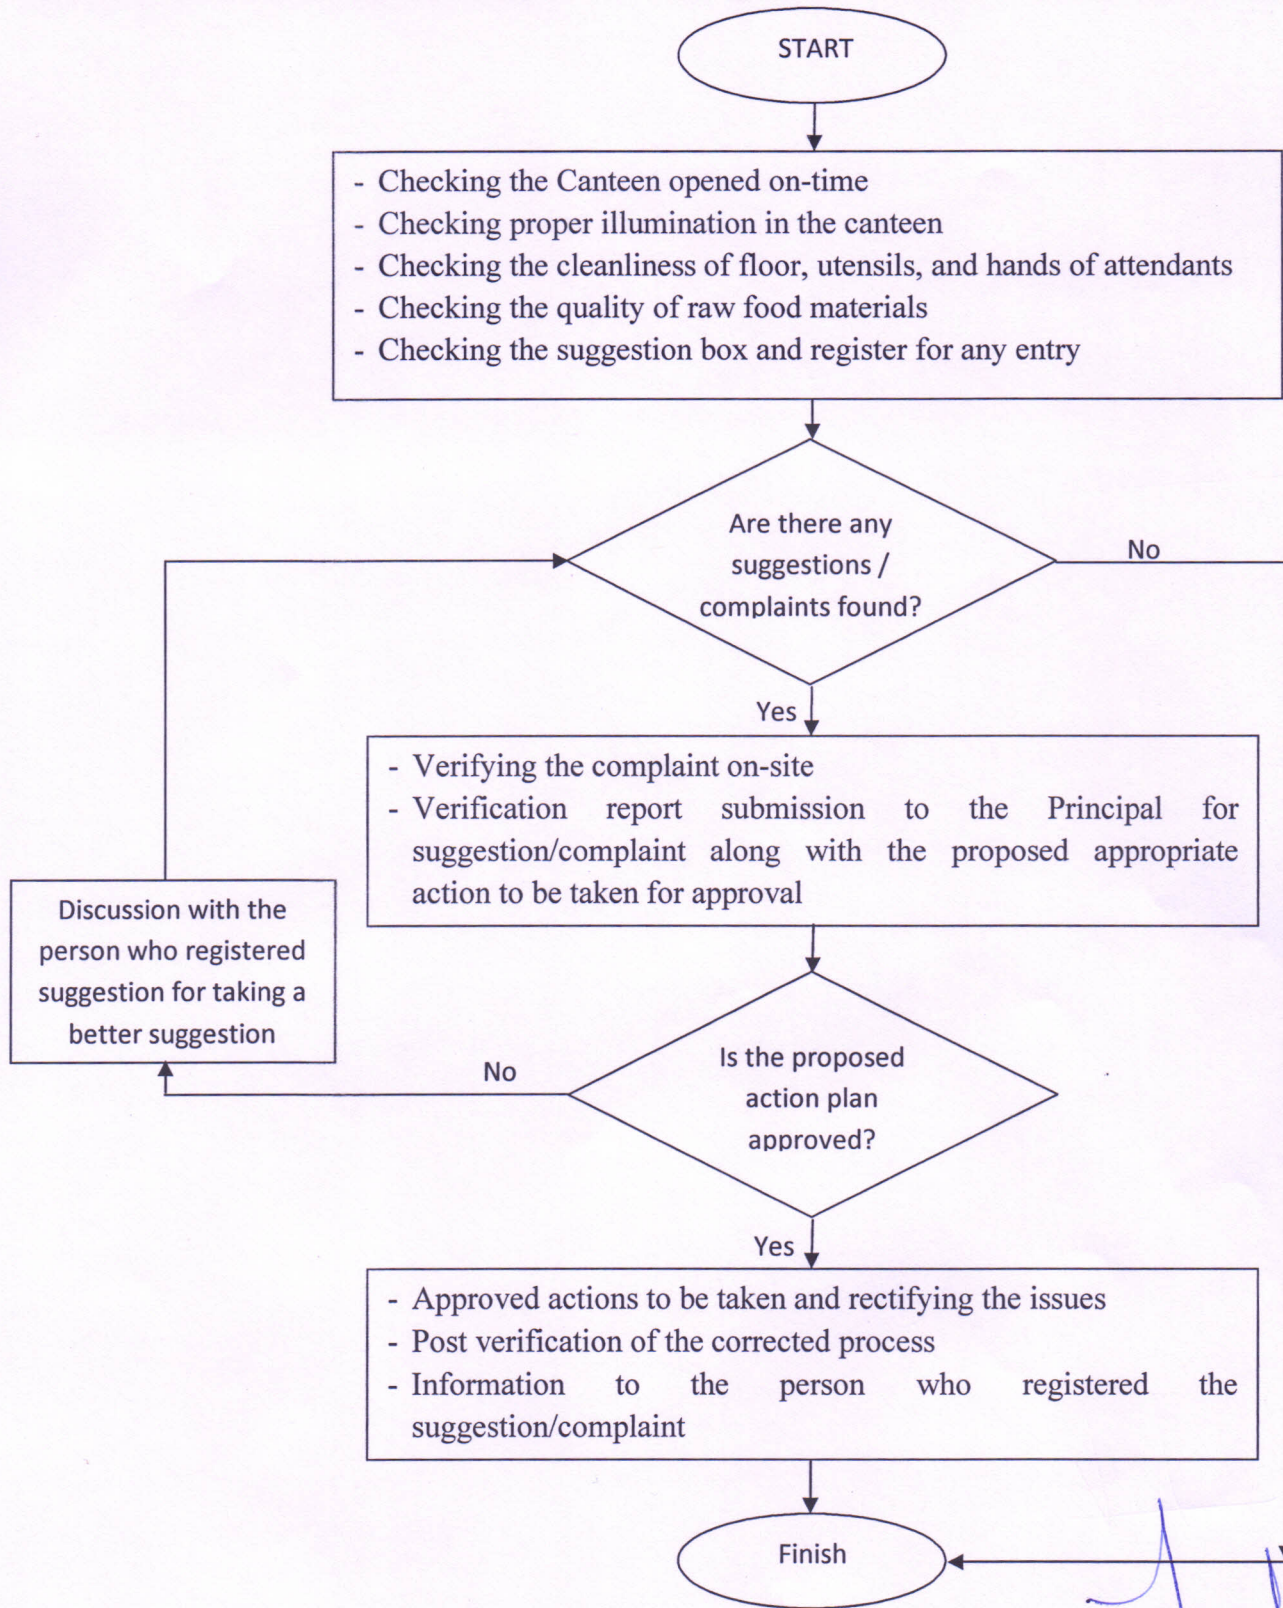 START
- Checking the Canteen opened on-time
- Checking proper illumination in the canteen
- Checking the cleanliness of floor, utensils, and hands of attendants
- Checking the quality of raw food materials
- Checking the suggestion box and register for any entry
Are there any
suggestions /
complaints found?
No
Yes
- Verifying the complaint on-site
- Verification report submission to the Principal for
suggestion/complaint along with the proposed appropriate
action to be taken for approval
Discussion with the
person who registered
suggestion for taking a
better suggestion
No
Is the proposed
action plan
approved?
Yes
- Approved actions to be taken and rectifying the issues
- Post verification of the corrected process
- Information to the person who registered the
suggestion/complaint
Finish